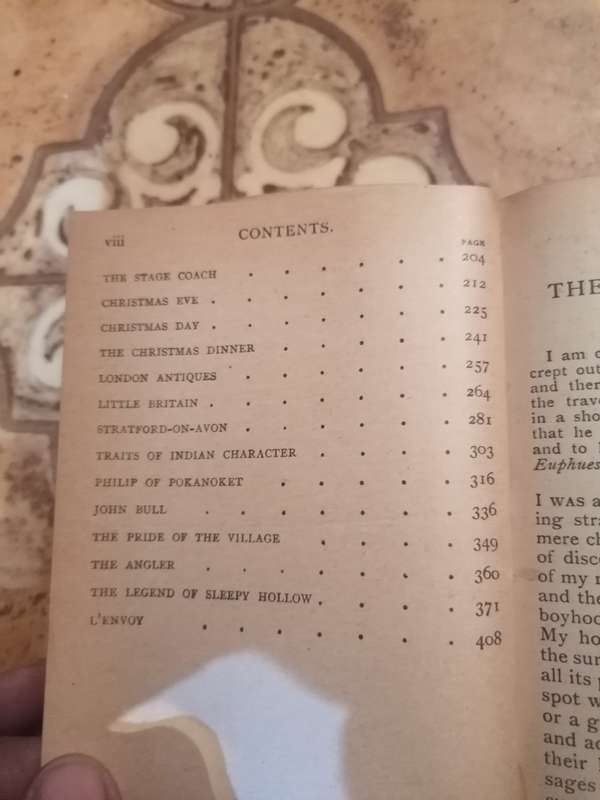 viii CONTENTS.
PAGE
THE STAGE COACH . . . . . . 204
CHRISTMAS EVE . . . . . . . 212
CHRISTMAS DAY . . . . . . . 225
THE CHRISTMAS DINNER . . . . . 241
LONDON ANTIQUES . . . . . . 257
LITTLE BRITAIN . . . . . . . 264
STRATFORD-ON-AVON . . . . . . 281
TRAITS OF INDIAN CHARACTER . . . . 303
PHILIP OF POKANOKET . . . . . 316
JOHN BULL . . . . . . . 336
THE PRIDE OF THE VILLAGE . . . . 349
THE ANGLER . . . . . . . 360
THE LEGEND OF SLEEPY HOLLOW . . . . 371
L'ENVOY . . . . . . . 408
THE
I am
crept out
and ther
the trav
in a sho
that he
and to
Euphues
I WAS a
ing stra
mere ch
of disc
of my
and the
boyhoo
My ho
the sun
all its
spot w
or a g
and a
their
sages